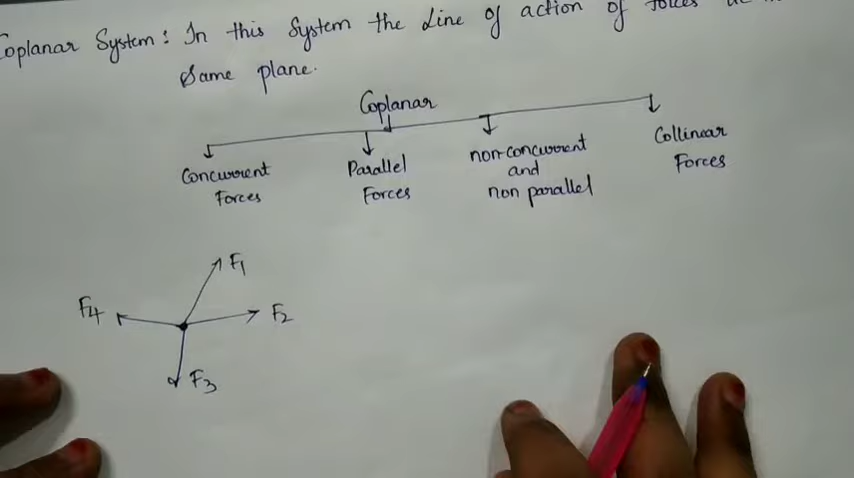 Coplanar System: In this System the Line of action of forces
Same plane.
Coplanar
Concurrent Forces
Parallel Forces
non-concurrent and non parallel
Collinear Forces
F1
F2
F3
F4